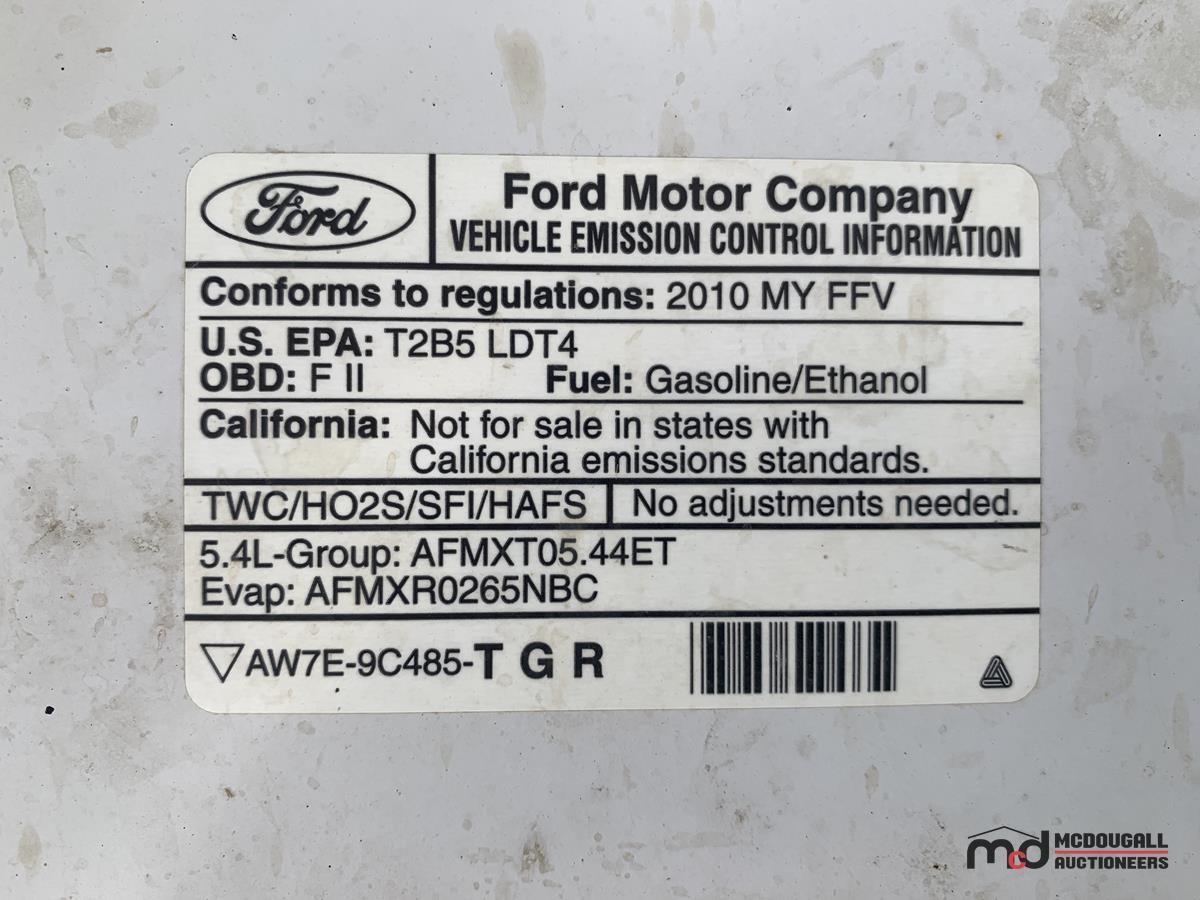 Ford
Ford Motor Company
VEHICLE EMISSION CONTROL INFORMATION
Conforms to regulations: 2010 MY FFV
U.S. EPA: T2B5 LDT4
OBD: F II Fuel: Gasoline/Ethanol
California: Not for sale in states with
California emissions standards.
TWC/HO2S/SFI/HAFS No adjustments needed.
5.4L-Group: AFMXT05.44ET
Evap: AFMXR0265NBC
AW7E-9C485-T G R
mcd MCDOUGALL
AUCTIONEERS